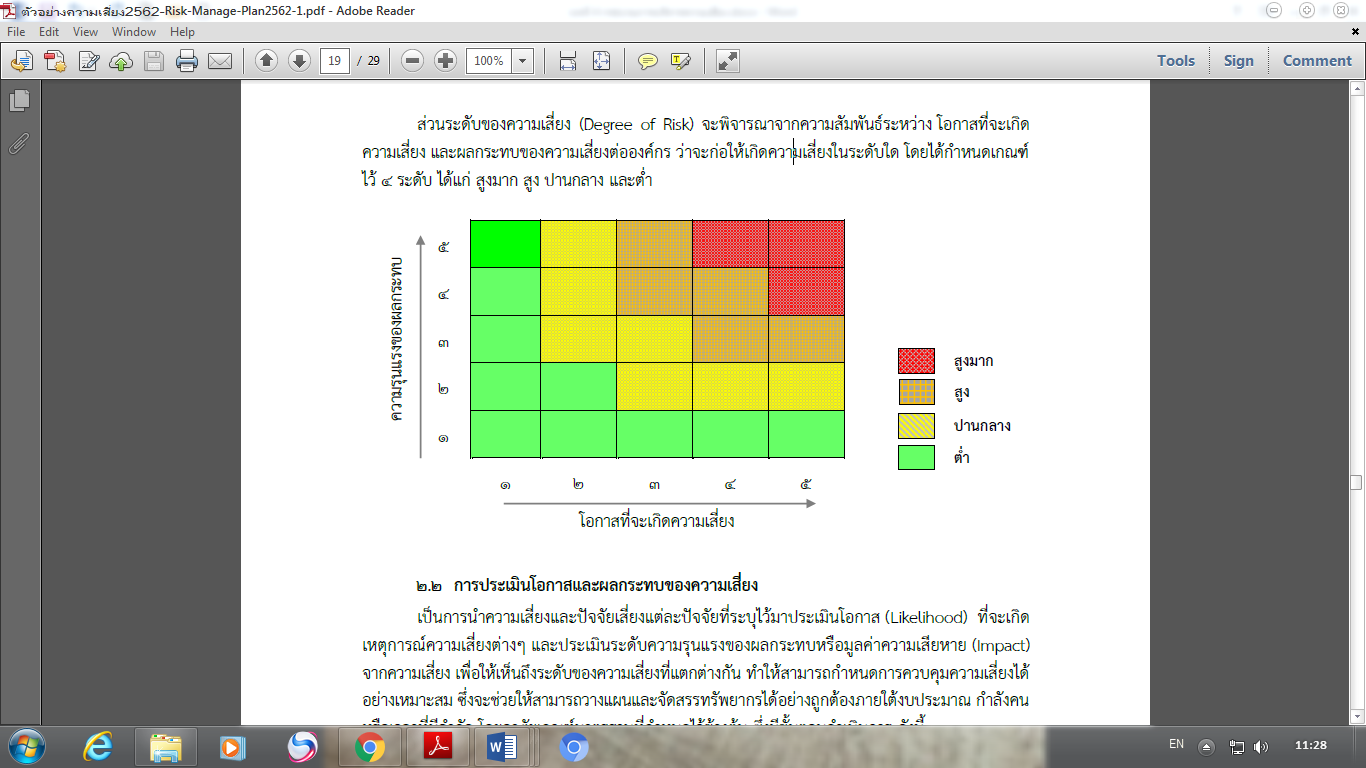 ตัวอย่างความเสี่ยง2562-Risk-Manage-Plan2562-1.pdf - Adobe Reader
File Edit View Window Help
19 / 29 100% Tools Sign Comment
ส่วนระดับของความเสี่ยง (Degree of Risk) จะพิจารณาจากความสัมพันธ์ระหว่าง โอกาสที่จะเกิด
ความเสี่ยง และผลกระทบของความเสี่ยงต่อองค์กร ว่าจะก่อให้เกิดความเสี่ยงในระดับใด โดยได้กำหนดเกณฑ์
ไว้ ๔ ระดับ ได้แก่ สูงมาก สูง ปานกลาง และต่ำ
ความรุนแรงของผลกระทบ
๕
๔
๓
๒
๑
๑ ๒ ๓ ๔ ๕
โอกาสที่จะเกิดความเสี่ยง
สูงมาก
สูง
ปานกลาง
ต่ำ
๒.๒ การประเมินโอกาสและผลกระทบของความเสี่ยง
เป็นการนำความเสี่ยงและปัจจัยเสี่ยงแต่ละปัจจัยที่ระบุไว้มาประเมินโอกาส (Likelihood) ที่จะเกิด
เหตุการณ์ความเสี่ยงต่างๆ และประเมินระดับความรุนแรงของผลกระทบหรือมูลค่าความเสียหาย (Impact)
จากความเสี่ยง เพื่อให้เห็นถึงระดับของความเสี่ยงที่แตกต่างกัน ทำให้สามารถกำหนดการควบคุมความเสี่ยงได้
อย่างเหมาะสม ซึ่งจะช่วยให้สามารถวางแผนและจัดสรรทรัพยากรได้อย่างถูกต้องภายใต้งบประมาณ กำลังคน
EN 11:28